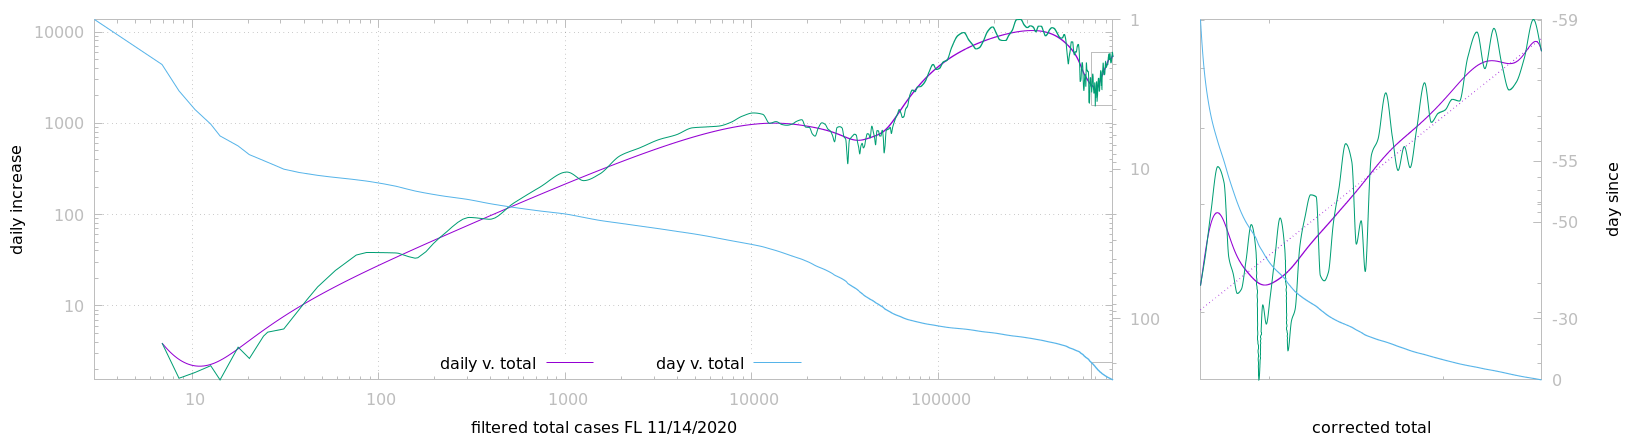 10000
1000
100
10
daily increase
1
10
100
daily v. total
day v. total
10
100
1000
10000
100000
filtered total cases FL 11/14/2020
-59
-55
-50
-30
0
day since
corrected total